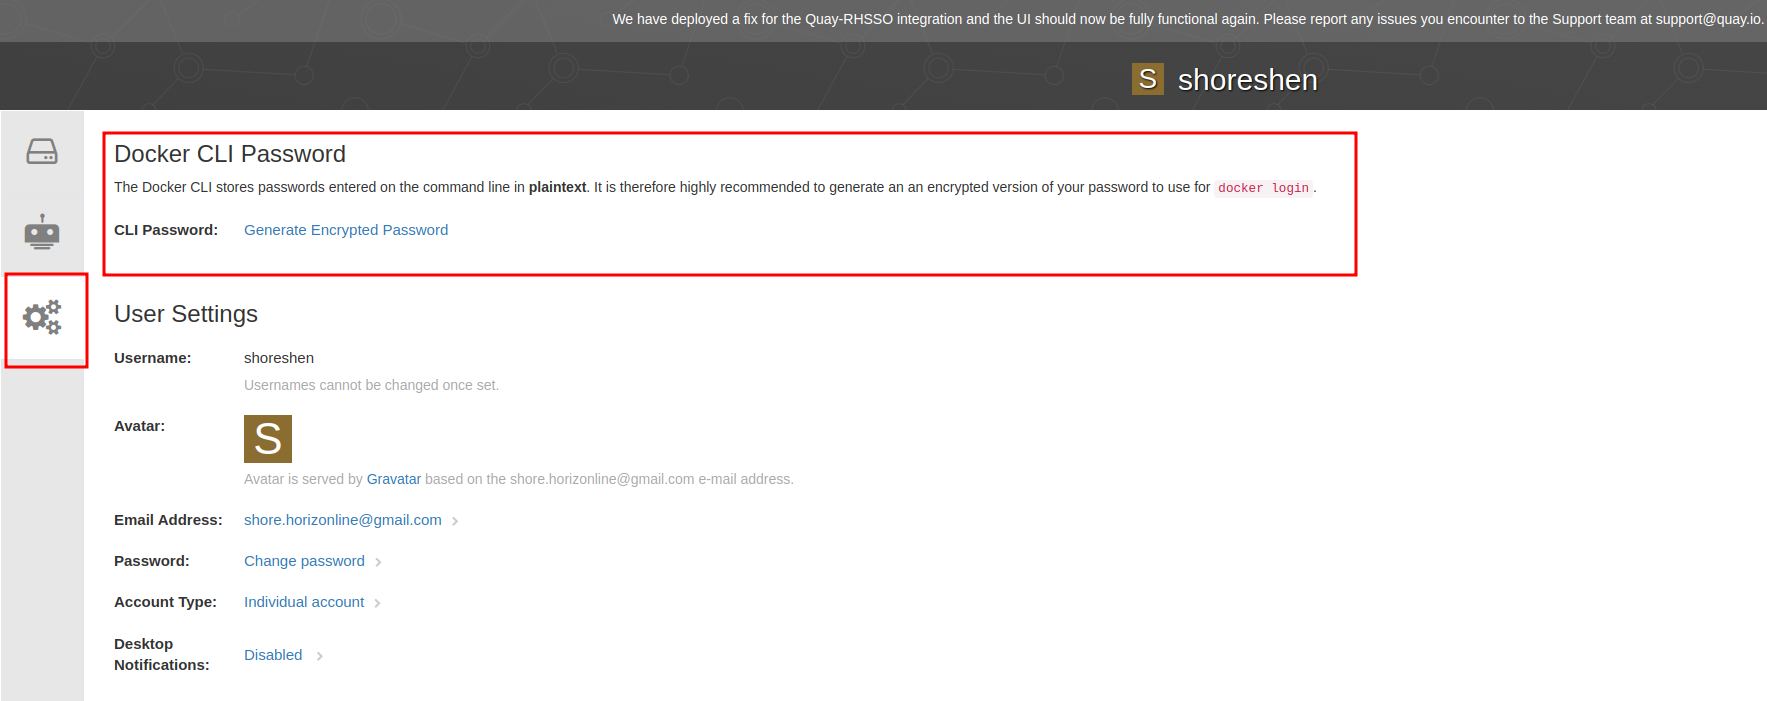 We have deployed a fix for the Quay-RHSSO integration and the UI should now be fully functional again. Please report any issues you encounter to the Support team at support@quay.io.
S shoreshen
Docker CLI Password
The Docker CLI stores passwords entered on the command line in plaintext. It is therefore highly recommended to generate an an encrypted version of your password to use for docker login.
CLI Password: Generate Encrypted Password
User Settings
Username: shoreshen
Usernames cannot be changed once set.
Avatar: S
Avatar is served by Gravatar based on the shore.horizonline@gmail.com e-mail address.
Email Address: shore.horizonline@gmail.com
Password: Change password
Account Type: Individual account
Desktop
Notifications: Disabled